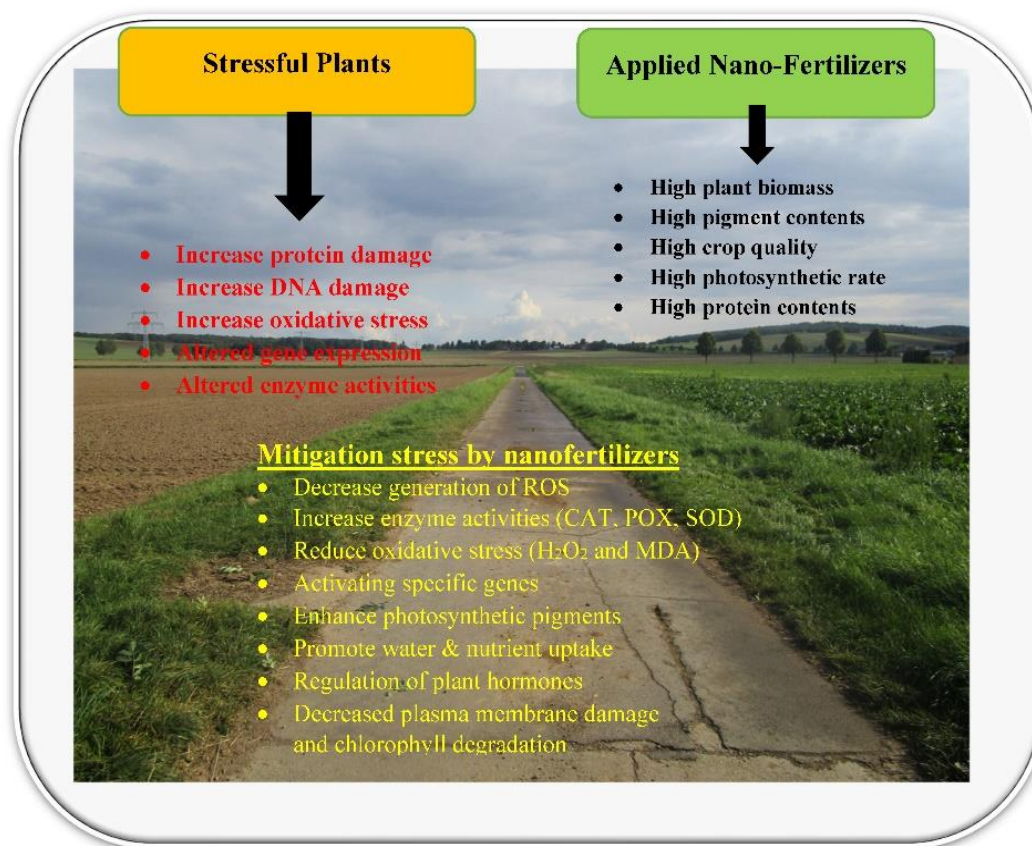 Stressful Plants
Applied Nano-Fertilizers
• Increase protein damage
• Increase DNA damage
• Increase oxidative stress
• Altered gene expression
• Altered enzyme activities
• High plant biomass
• High pigment contents
• High crop quality
• High photosynthetic rate
• High protein contents
Mitigation stress by nanofertilizers
• Decrease generation of ROS
• Increase enzyme activities (CAT, POX, SOD)
• Reduce oxidative stress (H₂O₂ and MDA)
• Activating specific genes
• Enhance photosynthetic pigments
• Promote water & nutrient uptake
• Regulation of plant hormones
• Decreased plasma membrane damage
and chlorophyll degradation